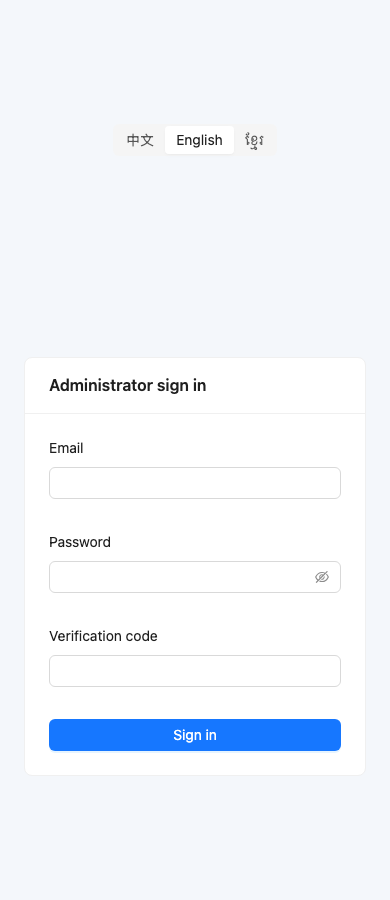 中文 English ខ្មែរ
Administrator sign in
Email
Password
Verification code
Sign in